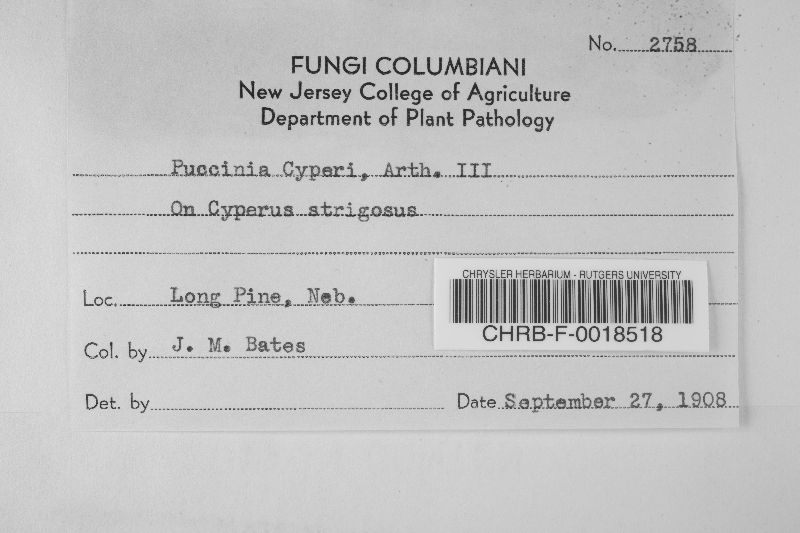 No. 2758
FUNGI COLUMBIANI
New Jersey College of Agriculture
Department of Plant Pathology
Puccinia Cyperi, Arth. III
On Cyperus strigosus
Loc. Long Pine, Neb.
CHRYSLER HERBARIUM - RUTGERS UNIVERSITY
CHRB-F-0018518
Col. by J. M. Bates
Det. by
Date September 27, 1908